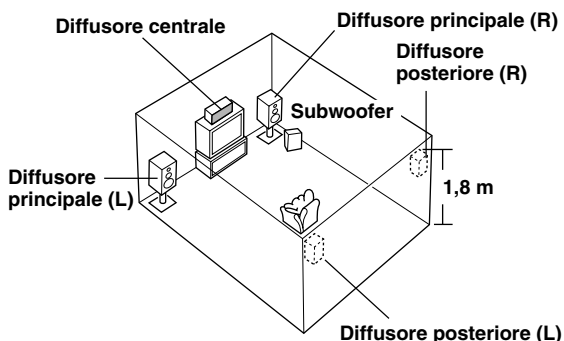 Diffusore centrale
Diffusore principale (R)
Diffusore
posteriore (R)
Subwoofer
Diffusore
principale (L)
1,8 m
Diffusore posteriore (L)